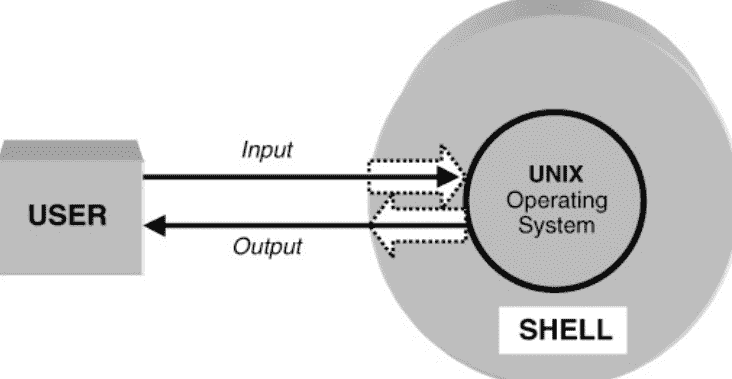 Input
USER
Output
UNIX
Operating
System
SHELL